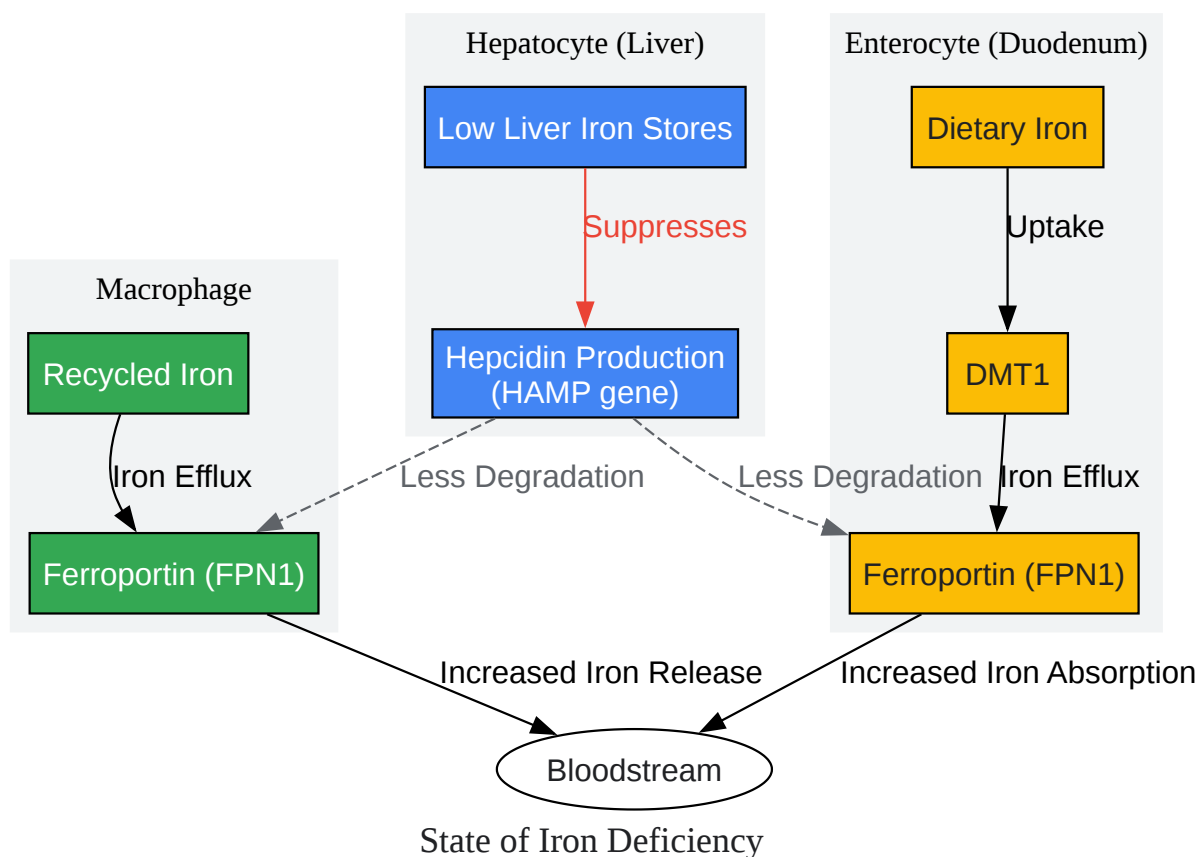 Hepatocyte (Liver)
Enterocyte (Duodenum)
Low Liver Iron Stores
Dietary Iron
Suppresses
Uptake
Macrophage
Recycled Iron
Hepcidin Production
(HAMP gene)
DMT1
Iron Efflux
Less Degradation
Less Degradation
Iron Efflux
Ferroportin (FPN1)
Ferroportin (FPN1)
Increased Iron Release
Increased Iron Absorption
Bloodstream
State of Iron Deficiency